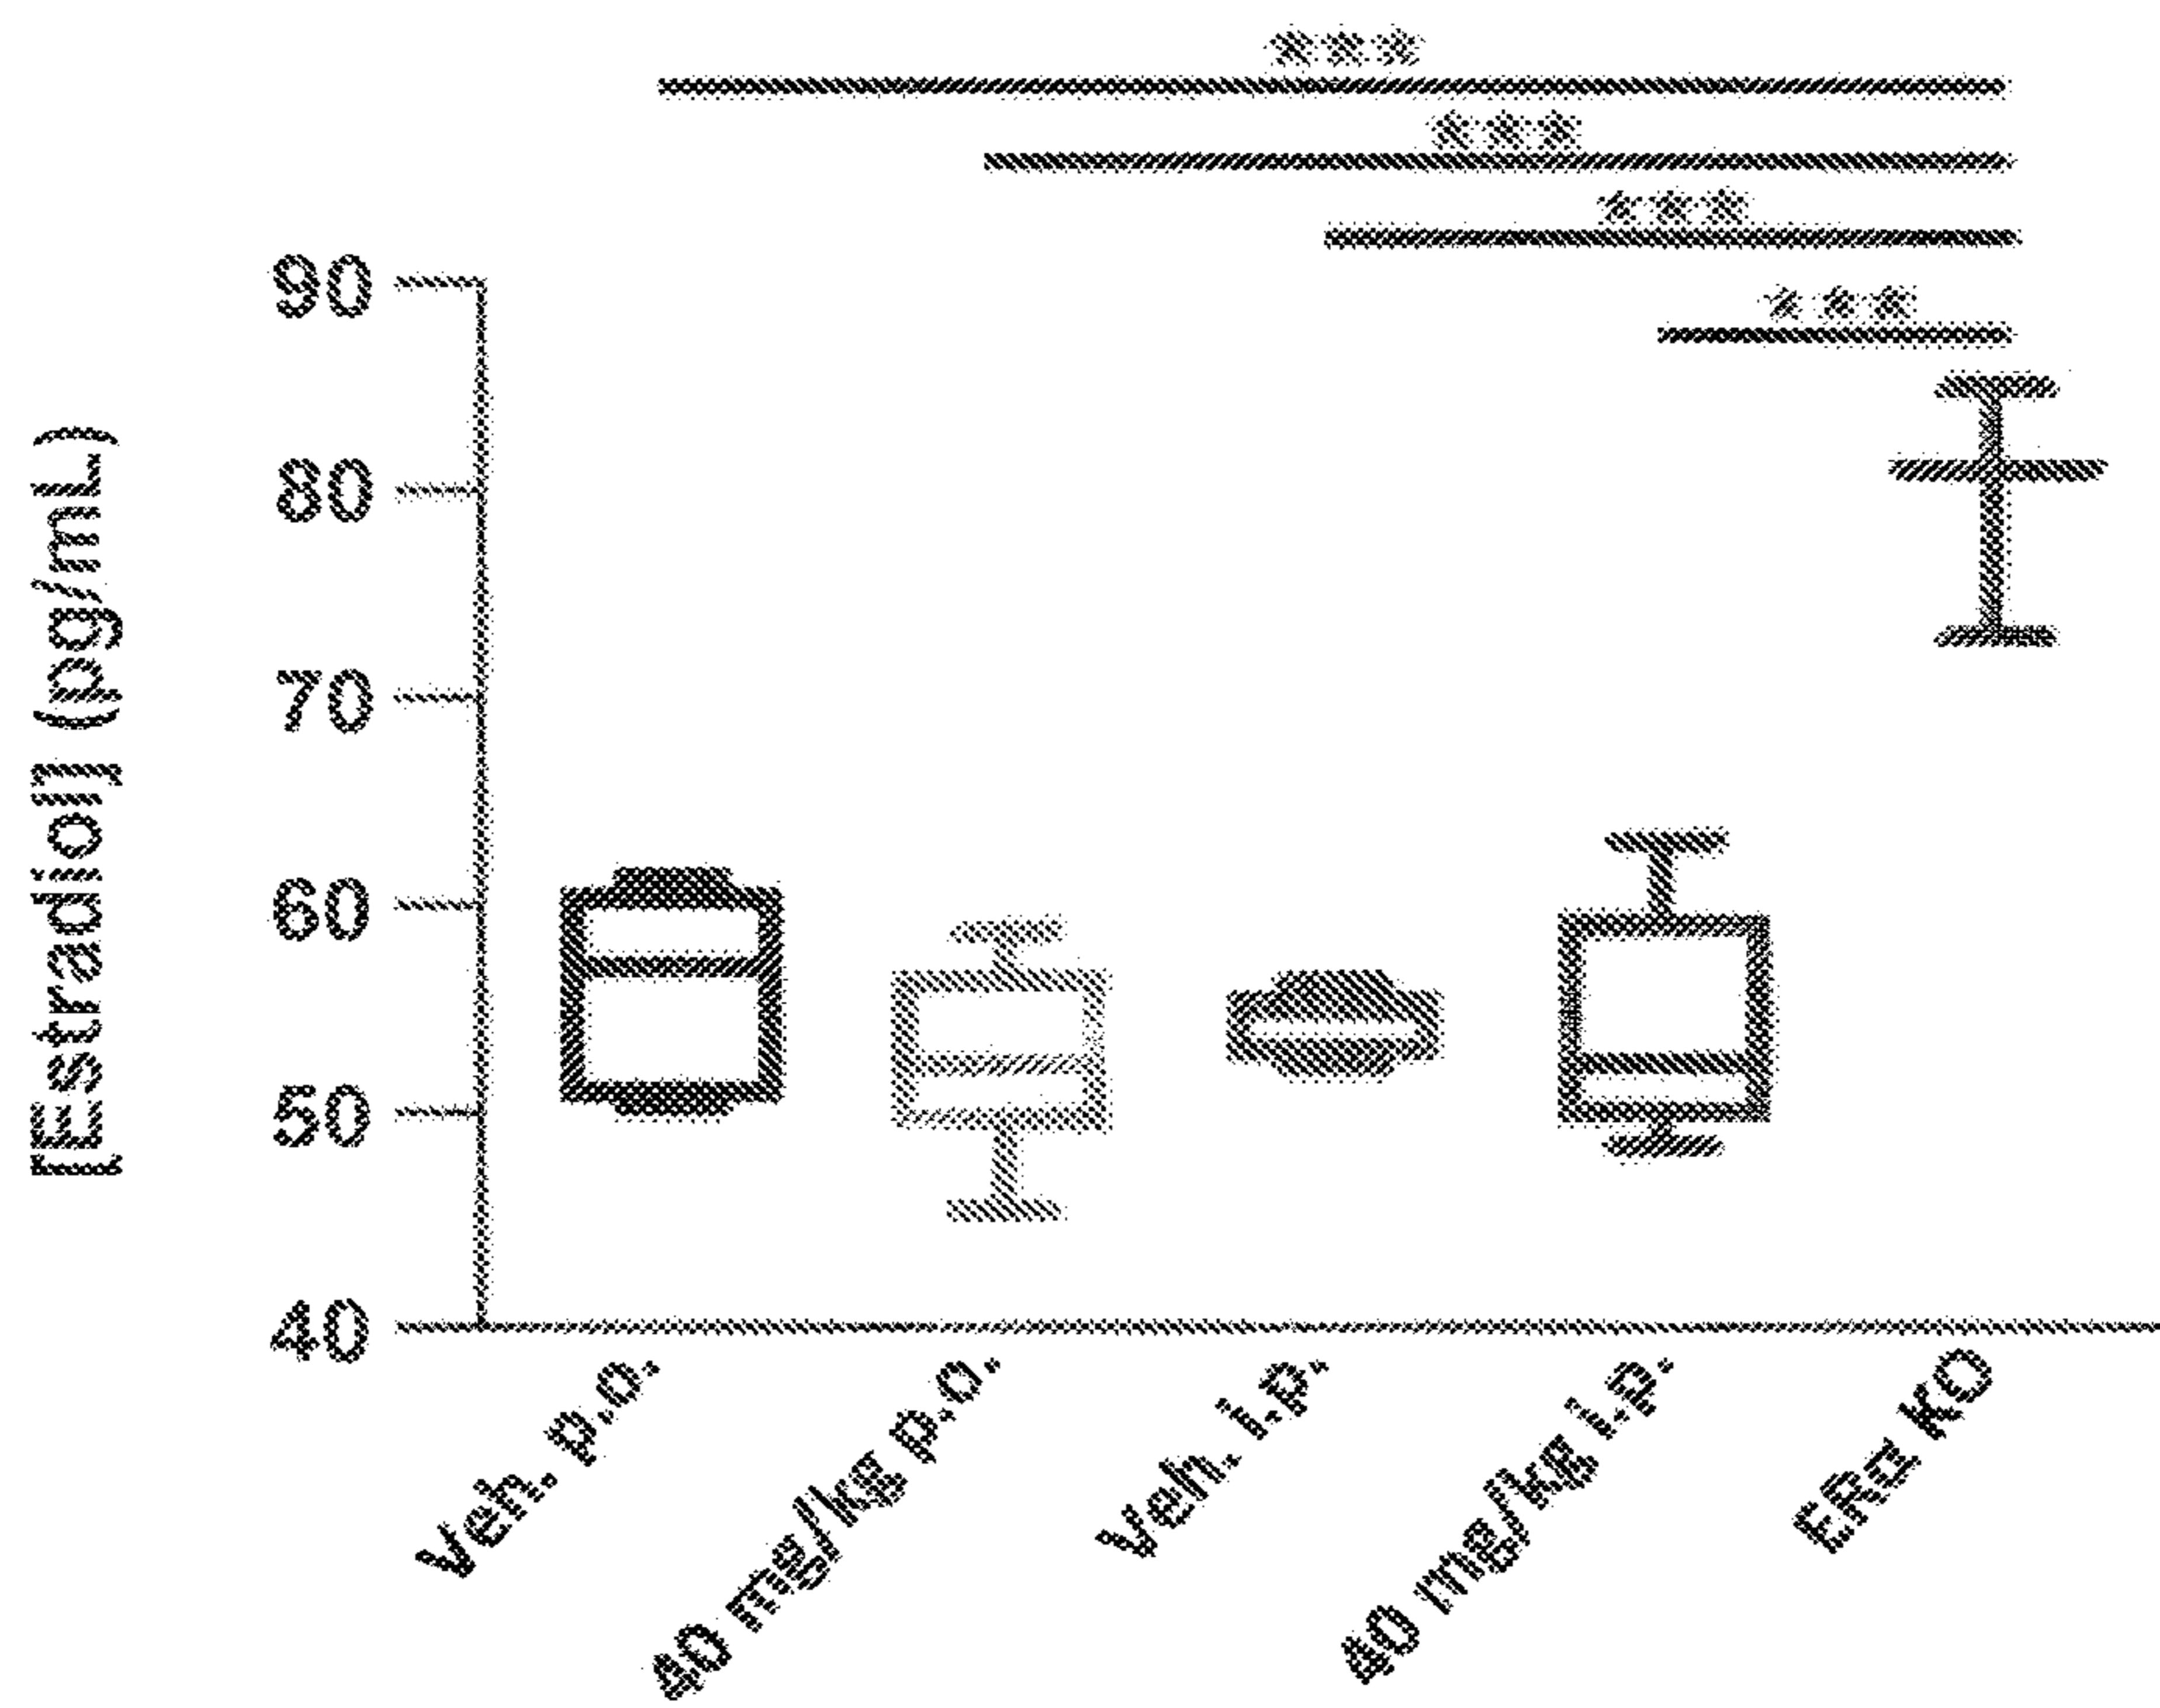 ***
***
***
***
90
80
70
60
50
40
[Estradiol] (pg/mL)
Veh. p.o.
40 mg/kg p.o.
Veh. i.p.
40 mg/kg i.p.
ERα KO